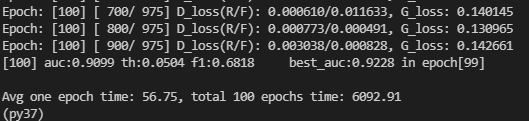 Epoch: [100] [ 700/ 975] D_loss(R/F): 0.000610/0.011633, G_loss: 0.140145
Epoch: [100] [ 800/ 975] D_loss(R/F): 0.000773/0.000491, G_loss: 0.130965
Epoch: [100] [ 900/ 975] D_loss(R/F): 0.003038/0.000828, G_loss: 0.142661
[100] auc:0.9099 th:0.0504 f1:0.6818     best_auc:0.9228 in epoch[99]
Avg one epoch time: 56.75, total 100 epochs time: 6092.91
(py37)